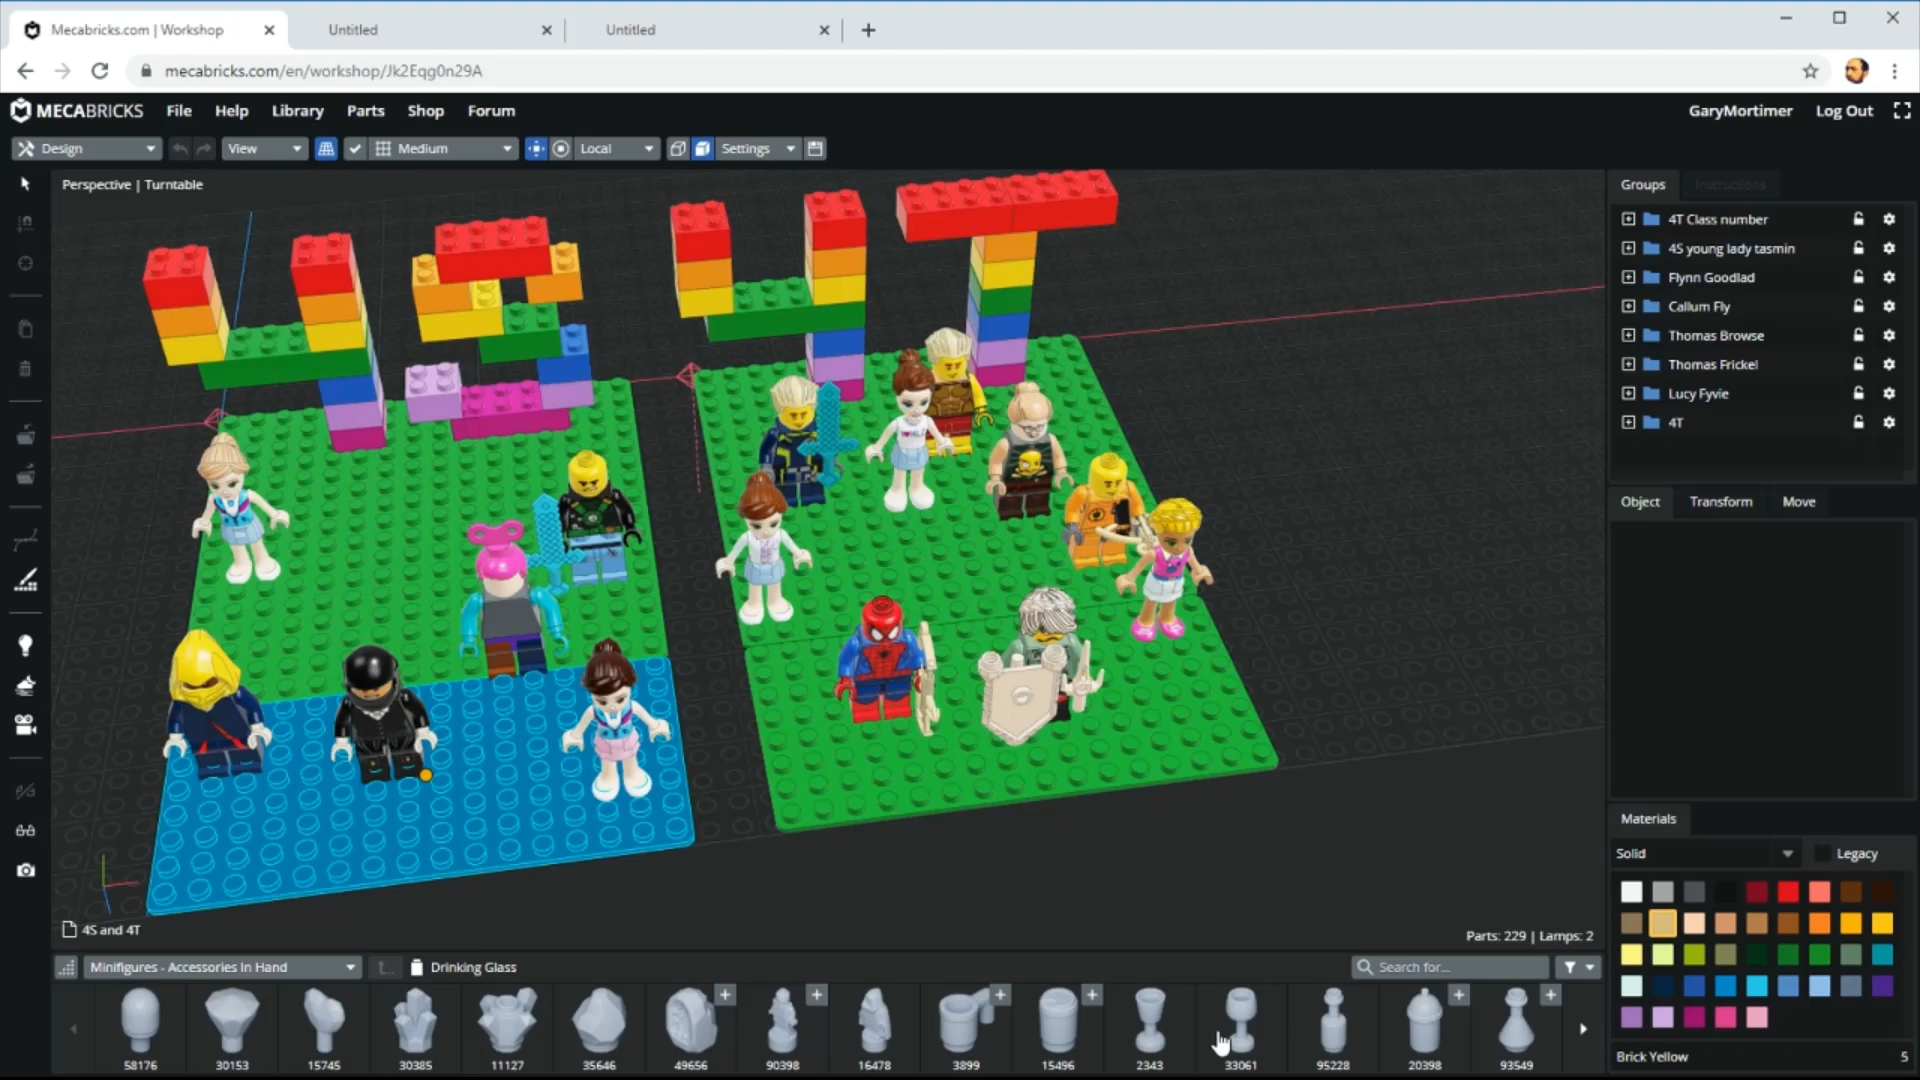 Mecabricks.com | Workshop
Untitled
Untitled
mecabricks.com/en/workshop/Jk2Eqg0n29A
MECABRICKS File Help Library Parts Shop Forum
GaryMortimer Log Out
Design View Medium Local Settings
Perspective | Turntable
4S 4T
Groups Instructions
4T Class number
4S young lady tasmin
Flynn Goodlad
Callum Fly
Thomas Browse
Thomas Frickel
Lucy Fyvie
4T
Object Transform Move
Materials
Solid Legacy
Brick Yellow 5
4S and 4T
Parts: 229 | Lamps: 2
Minifigures - Accessories In Hand Drinking Glass Search for...
58176 30153 15745 30385 11127 35646 49656 90398 16478 3899 15496 2343 33061 95228 20398 93549